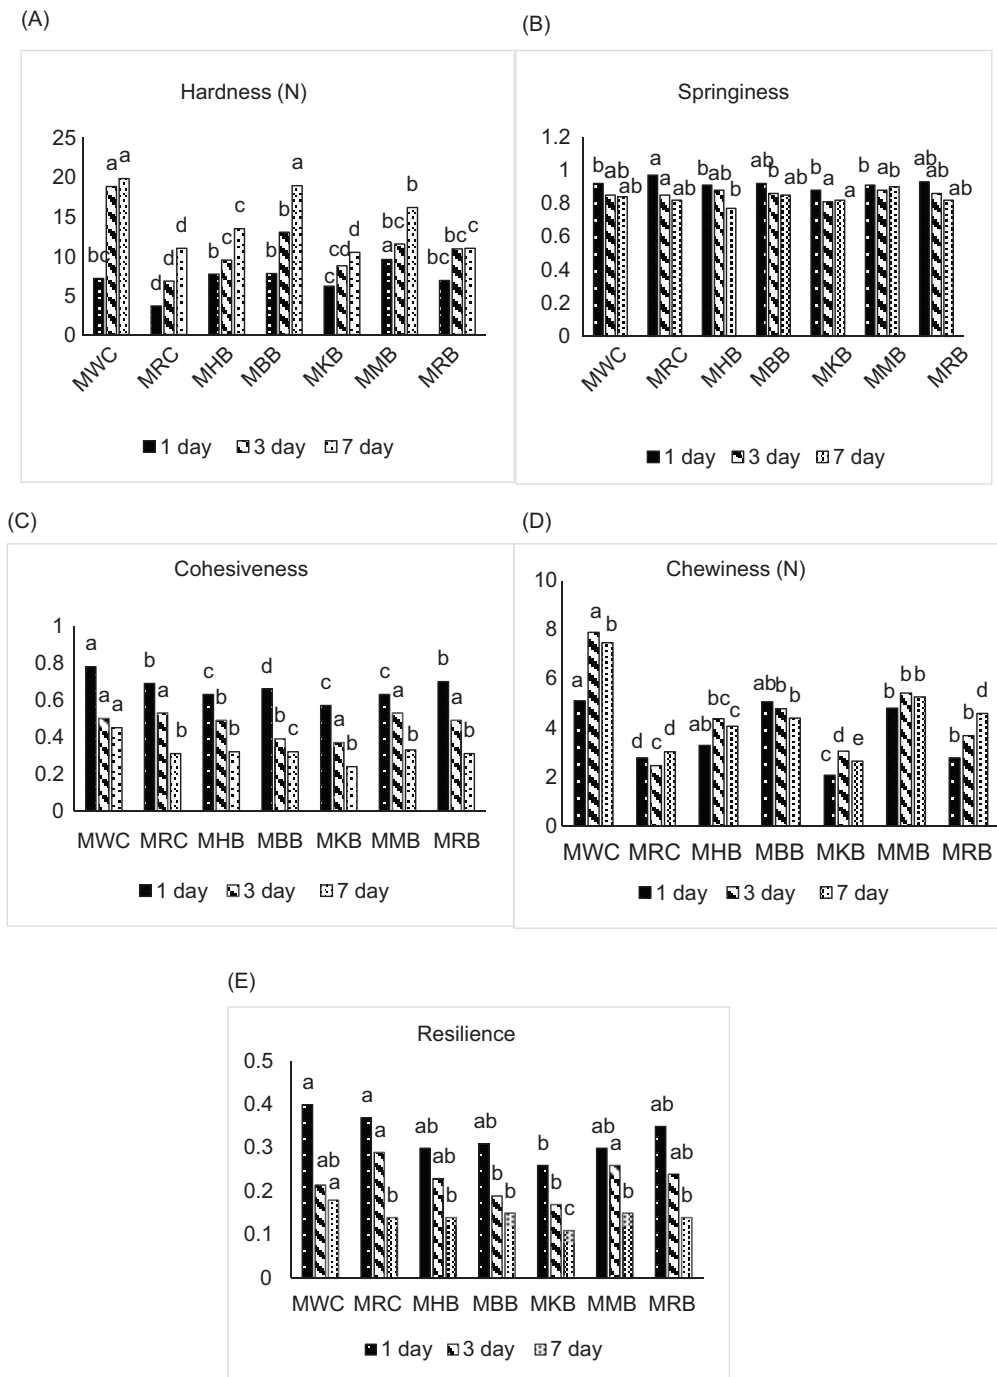 (A)
Hardness (N)
25
20
15
10
5
0
bc a a
d d d
b c c
b b a
c cd d
a bc b
bc bc c
MWC MRC MHB MBB MKB MMB MRB
1 day 3 day 7 day
(B)
Springiness
1.2
1
0.8
0.6
0.4
0.2
0
b ab ab
a a ab
b ab b
ab b ab
b a a
b ab ab
ab ab ab
MWC MRC MHB MBB MKB MMB MRB
1 day 3 day 7 day
(C)
Cohesiveness
1
0.8
0.6
0.4
0.2
0
a a a
b a b
c b b
d b c
c a b
c a b
b a b
MWC MRC MHB MBB MKB MMB MRB
1 day 3 day 7 day
(D)
Chewiness (N)
10
8
6
4
2
0
a b
d c d
ab bc c
ab b b
c d e
b b b
b b d
MWC MRC MHB MBB MKB MMB MRB
1 day 3 day 7 day
(E)
Resilience
0.5
0.4
0.3
0.2
0.1
0
a ab a
a a b
ab ab b
ab b b
b b c
ab a b
ab ab b
MWC MRC MHB MBB MKB MMB MRB
1 day 3 day 7 day